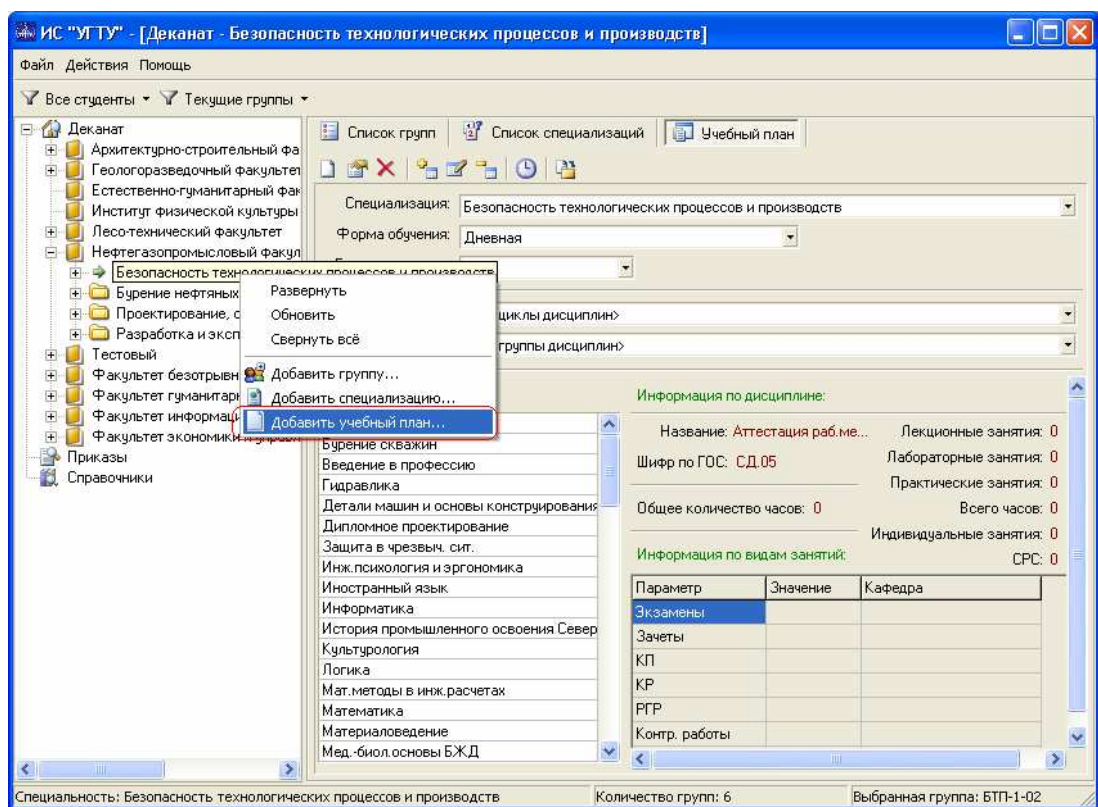 ИС "УГТУ" - [Деканат - Безопасность технологических процессов и производств]
Файл Действия Помощь
Все студенты Текущие группы
Деканат
Архитектурно-строительный фа
Геологоразведочный факультет
Естественно-гуманитарный фак
Институт физической культуры
Лесо-технический факультет
Нефтегазопромысловый факул
Безопасность технологических процессов и производств
Бурение нефтяных
Проектирование, с
Разработка и эксп
Тестовый
Факультет безотрывн
Факультет гуманитарн
Факультет информаци
Факультет экономики и управл
Приказы
Справочники
Развернуть
Обновить
Свернуть всё
Добавить группу...
Добавить специализацию...
Добавить учебный план...
Список групп Список специализаций Учебный план
Специализация: Безопасность технологических процессов и производств
Форма обучения: Дневная
циклы дисциплин>
группы дисциплин>
Бурение скважин
Введение в профессию
Гидравлика
Детали машин и основы конструирования
Дипломное проектирование
Защита в чрезвыч. сит.
Инж.психология и эргономика
Иностранный язык
Информатика
История промышленного освоения Север
Культурология
Логика
Мат.методы в инж.расчетах
Математика
Материаловедение
Мед.-биол.основы БЖД
Информация по дисциплине:
Название: Аттестация раб.ме... Лекционные занятия: 0
Шифр по ГОС: СД.05 Лабораторные занятия: 0
Практические занятия: 0
Общее количество часов: 0 Всего часов: 0
Индивидуальные занятия: 0
Информация по видам занятий: СРС: 0
Параметр Значение Кафедра
Экзамены
Зачеты
КП
КР
РГР
Контр. работы
Специальность: Безопасность технологических процессов и производств Количество групп: 6 Выбранная группа: БТП-1-02